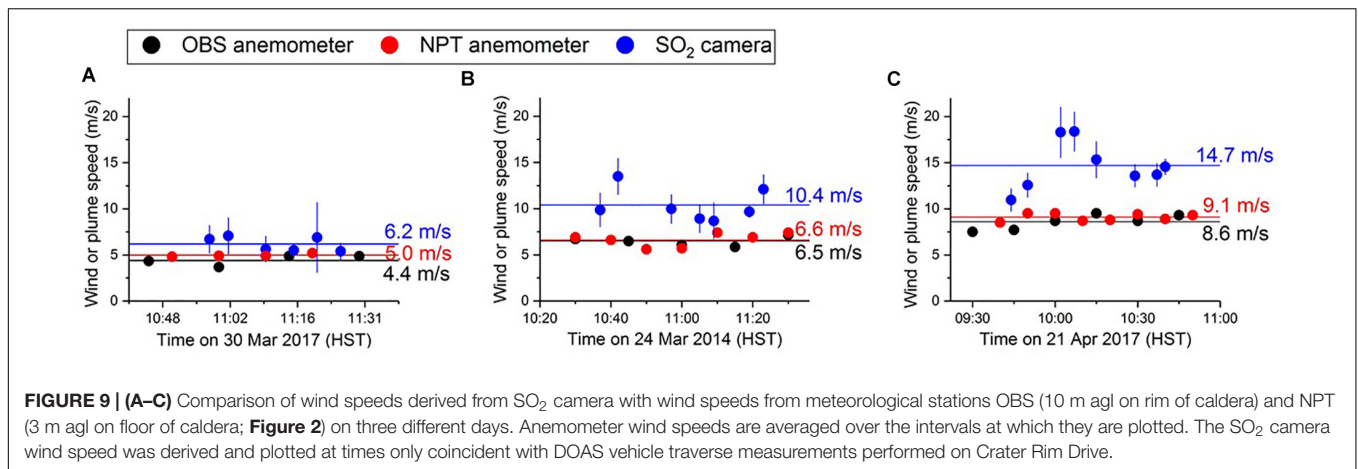 OBS anemometer NPT anemometer SO₂ camera
A
B
C
Wind or plume speed (m/s)
20
15
10
5
0
6.2 m/s
5.0 m/s
4.4 m/s
10:48 11:02 11:16 11:31
Time on 30 Mar 2017 (HST)
Wind or plume speed (m/s)
20
15
10
5
0
10.4 m/s
6.6 m/s
6.5 m/s
10:20 10:40 11:00 11:20
Time on 24 Mar 2014 (HST)
Wind or plume speed (m/s)
20
15
10
5
0
14.7 m/s
9.1 m/s
8.6 m/s
09:30 10:00 10:30 11:00
Time on 21 Apr 2017 (HST)
FIGURE 9 | (A–C) Comparison of wind speeds derived from SO₂ camera with wind speeds from meteorological stations OBS (10 m agl on rim of caldera) and NPT
(3 m agl on floor of caldera; Figure 2) on three different days. Anemometer wind speeds are averaged over the intervals at which they are plotted. The SO₂ camera
wind speed was derived and plotted at times only coincident with DOAS vehicle traverse measurements performed on Crater Rim Drive.